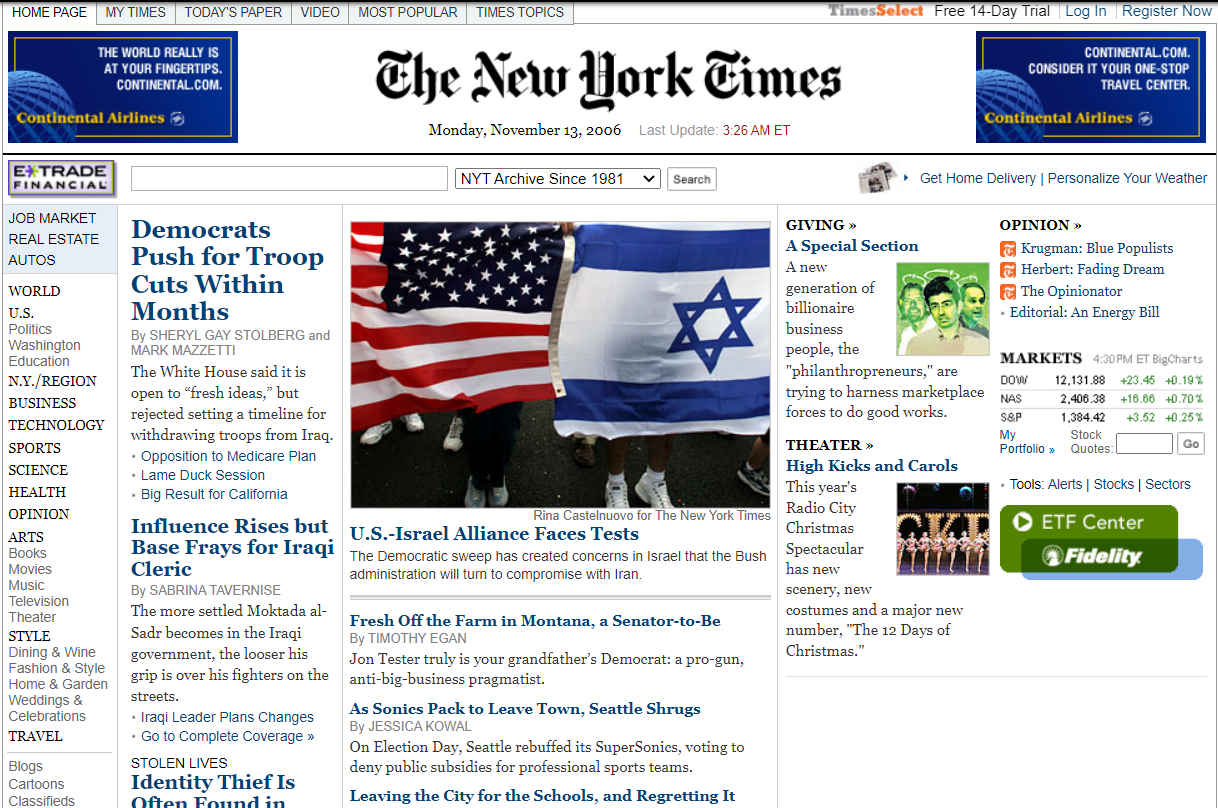 HOME PAGE
MY TIMES
TODAY'S PAPER
VIDEO
MOST POPULAR
TIMES TOPICS
TimesSelect Free 14-Day Trial
Log In
Register Now
THE WORLD REALLY IS
AT YOUR FINGERTIPS.
CONTINENTAL.COM.
Continental Airlines
The New York Times
Monday, November 13, 2006 Last Update: 3:26 AM ET
CONTINENTAL.COM.
CONSIDER IT YOUR ONE-STOP
TRAVEL CENTER.
Continental Airlines
E*TRADE
FINANCIAL
NYT Archive Since 1981
Search
Get Home Delivery | Personalize Your Weather
JOB MARKET
REAL ESTATE
AUTOS
WORLD
U.S.
Politics
Washington
Education
N.Y./REGION
BUSINESS
TECHNOLOGY
SPORTS
SCIENCE
HEALTH
OPINION
ARTS
Books
Movies
Music
Television
Theater
STYLE
Dining & Wine
Fashion & Style
Home & Garden
Weddings &
Celebrations
TRAVEL
Blogs
Cartoons
Classifieds
Democrats
Push for Troop
Cuts Within
Months
By SHERYL GAY STOLBERG and
MARK MAZZETTI
The White House said it is
open to “fresh ideas,” but
rejected setting a timeline for
withdrawing troops from Iraq.
• Opposition to Medicare Plan
• Lame Duck Session
• Big Result for California
Influence Rises but
Base Frays for Iraqi
Cleric
By SABRINA TAVERNISE
The more settled Moktada al-
Sadr becomes in the Iraqi
government, the looser his
grip is over his fighters on the
streets.
• Iraqi Leader Plans Changes
• Go to Complete Coverage »
STOLEN LIVES
Identity Thief Is
Often Found in
Rina Castelnuovo for The New York Times
U.S.-Israel Alliance Faces Tests
The Democratic sweep has created concerns in Israel that the Bush
administration will turn to compromise with Iran.
Fresh Off the Farm in Montana, a Senator-to-Be
By TIMOTHY EGAN
Jon Tester truly is your grandfather’s Democrat: a pro-gun,
anti-big-business pragmatist.
As Sonics Pack to Leave Town, Seattle Shrugs
By JESSICA KOWAL
On Election Day, Seattle rebuffed its SuperSonics, voting to
deny public subsidies for professional sports teams.
Leaving the City for the Schools, and Regretting It
GIVING »
A Special Section
A new
generation of
billionaire
business
people, the
"philanthropreneurs," are
trying to harness marketplace
forces to do good works.
THEATER »
High Kicks and Carols
This year's
Radio City
Christmas
Spectacular
has new
scenery, new
costumes and a major new
number, "The 12 Days of
Christmas."
OPINION »
Krugman: Blue Populists
Herbert: Fading Dream
The Opinionator
• Editorial: An Energy Bill
MARKETS 4:30PM ET BigCharts
DOW 12,131.88 +23.45 +0.19%
NAS 2,406.38 +16.66 +0.70%
S&P 1,384.42 +3.52 +0.25%
My
Portfolio »
Stock
Quotes:
Go
• Tools: Alerts | Stocks | Sectors
ETF Center
Fidelity